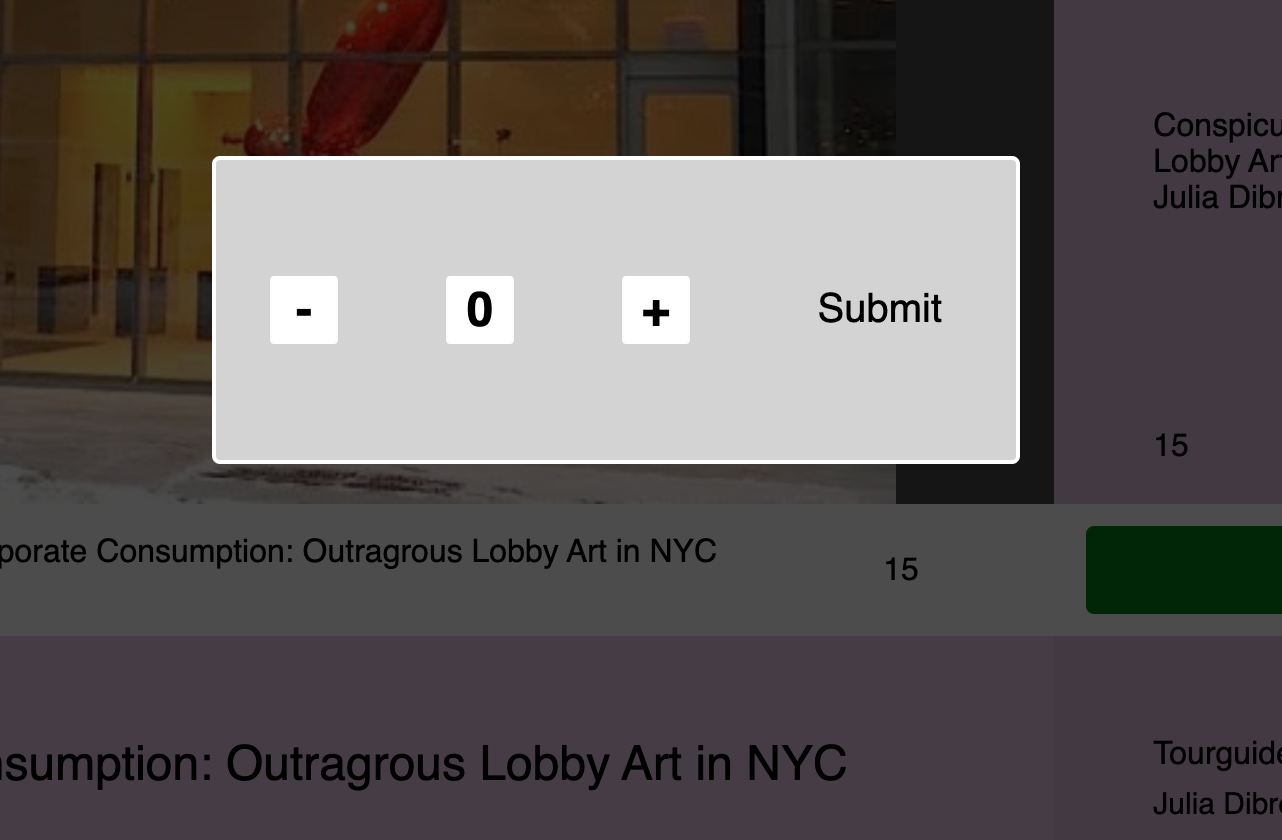 Conspicu
Lobby Ar
Julia Dibr
- 0 + Submit
15
porate Consumption: Outragrous Lobby Art in NYC
15
nsumption: Outragrous Lobby Art in NYC
Tourguide
Julia Dibr